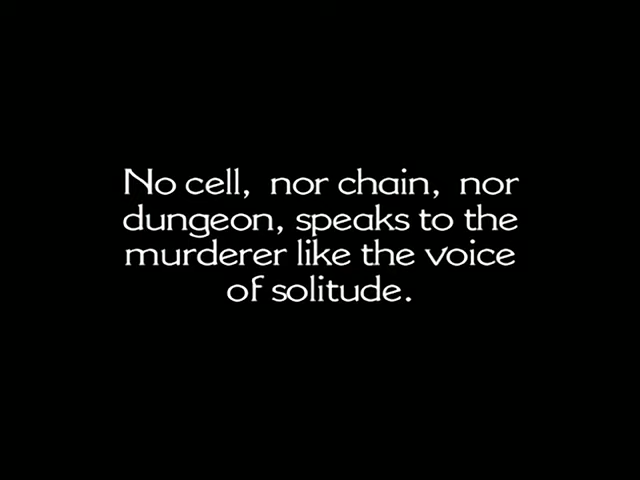 No cell, nor chain, nor
dungeon, speaks to the
murderer like the voice
of solitude.